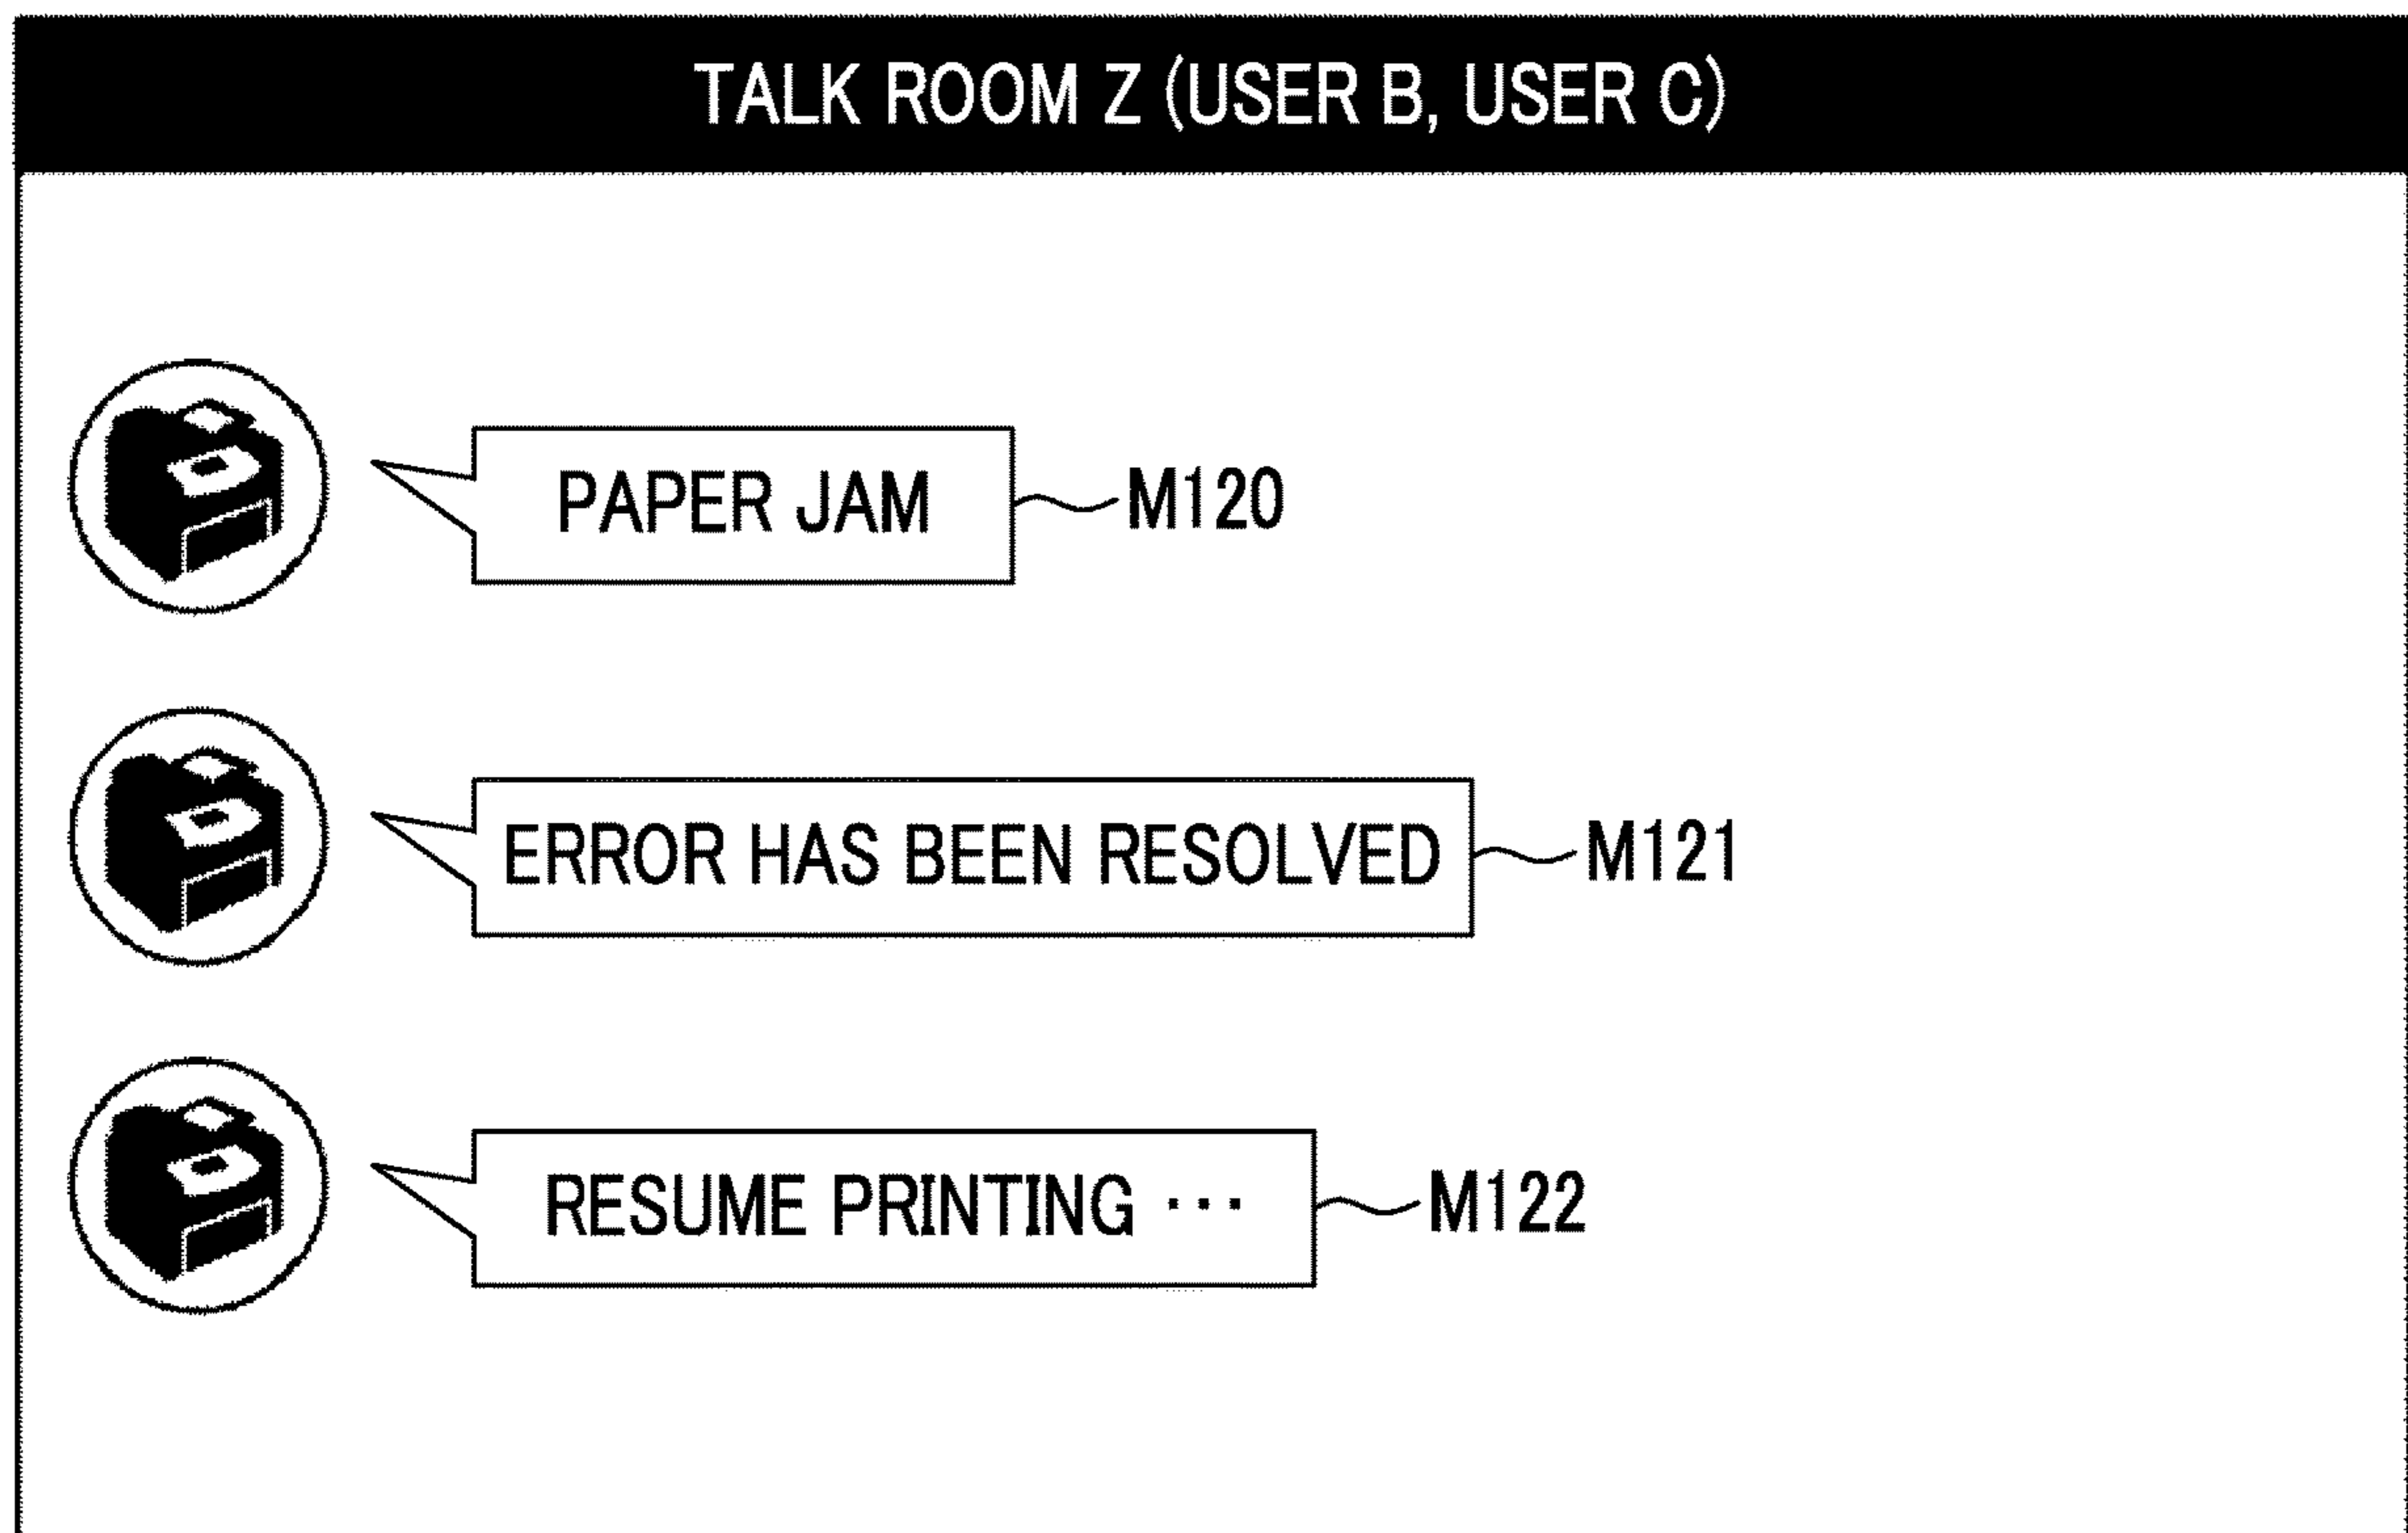 TALK ROOM Z (USER B, USER C)
PAPER JAM
M120
ERROR HAS BEEN RESOLVED
M121
RESUME PRINTING ···
M122